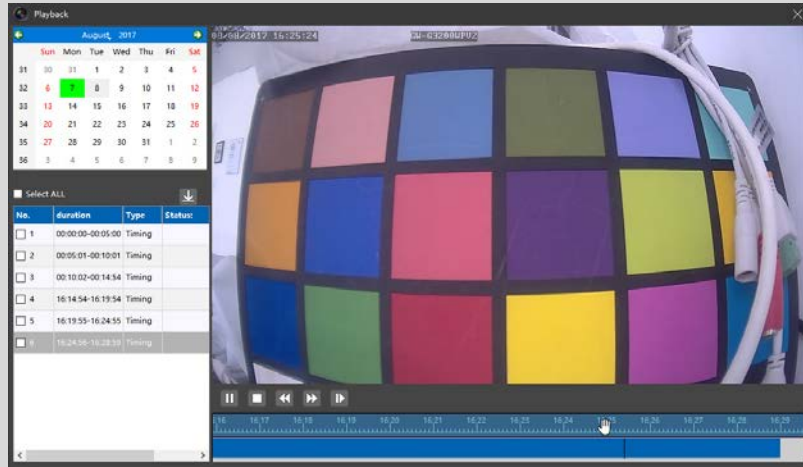 Playback
August, 2017
Sun Mon Tue Wed Thu Fri Sat
31 30 31 1 2 3 4 5
32 6 7 8 9 10 11 12
33 13 14 15 16 17 18 19
34 20 21 22 23 24 25 26
35 27 28 29 30 31 1 2
36 3 4 5 6 7 8 9
Select ALL
No. duration Type Status:
1 00:00:00-00:05:00 Timing
2 00:05:01-00:10:01 Timing
3 00:10:02-00:14:54 Timing
4 16:14:54-16:19:54 Timing
5 16:19:55-16:24:55 Timing
6 Timing
08/08/2017 16:25:24
16,17 16,18 16,19 16,20 16,21 16,22 16,23 16,24 16,26 16,27 16,28 16,29